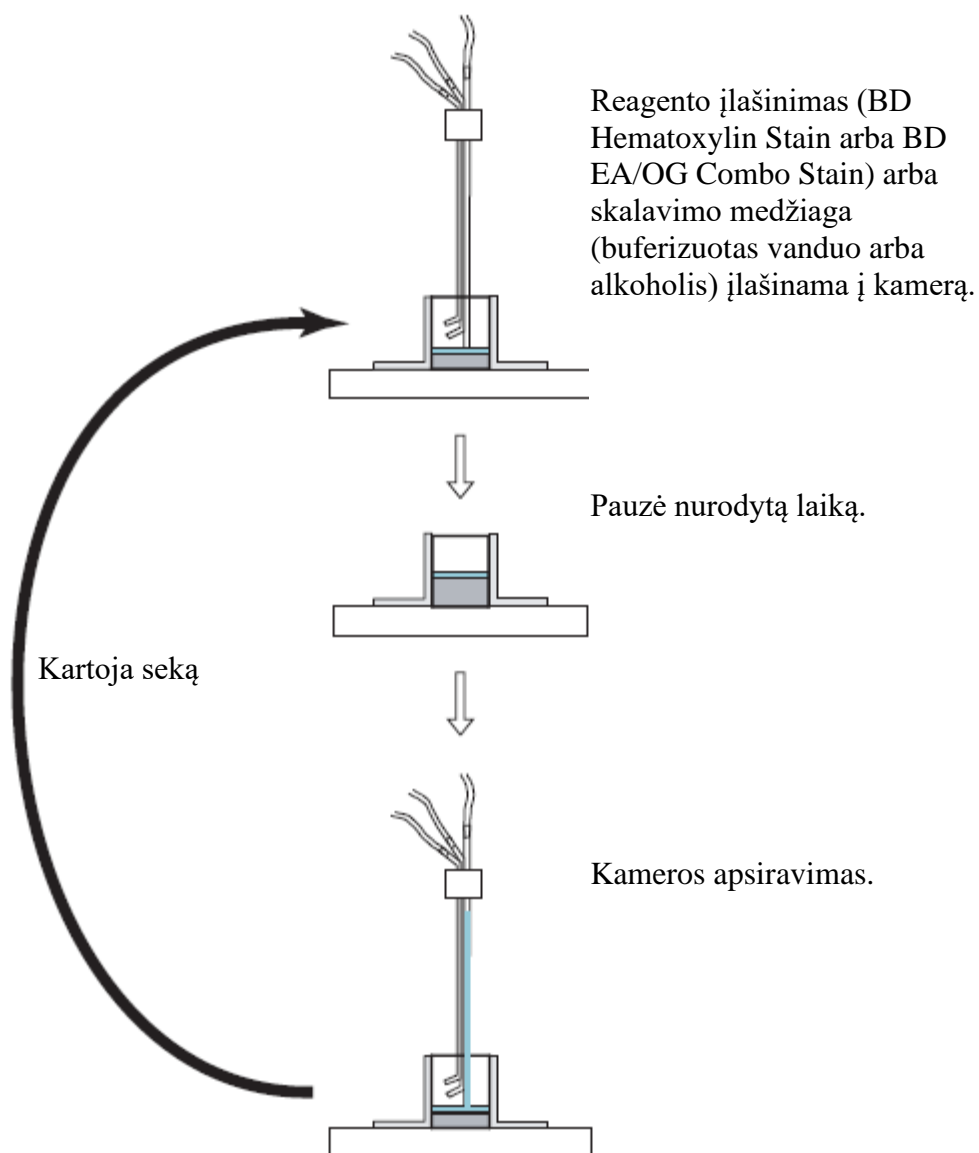 Reagento įlašinimas (BD
Hematoxylin Stain arba BD
EA/OG Combo Stain) arba
skalavimo medžiaga
(buferizuotas vanduo arba
alkoholis) įlašinama į kamerą.
Pauzė nurodytą laiką.
Kartoja seką
Kameros apsiravimas.